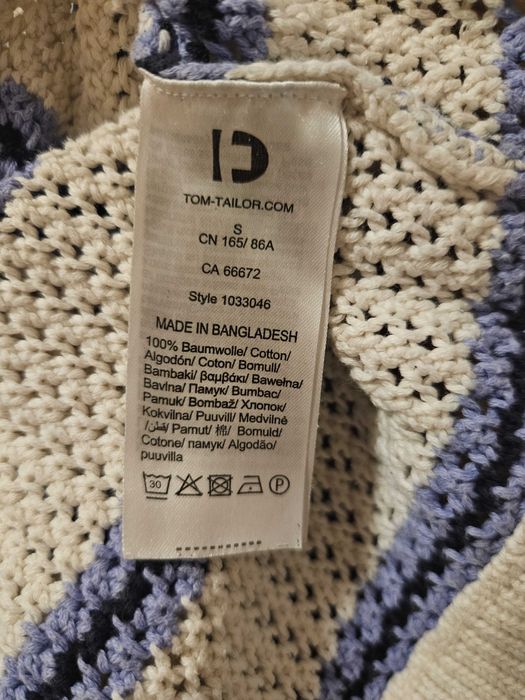 TOM-TAILOR.COM
S
CN 165/ 86A
CA 66672
Style 1033046
MADE IN BANGLADESH
100% Baumwolle/ Cotton/
Algodón/ Coton/ Bomull/
Bambaki/ βαμβάκι/ Bawełna/
Bavlna/ Памук/ Bumbac/
Pamuk/ Bombaž/ Хлопок/
Kokvilna/ Puuvill/ Medvilnė
/قطن/ Pamut/ 棉/ Bomuld/
Cotone/ памук/ Algodão/
puuvilla
30 P